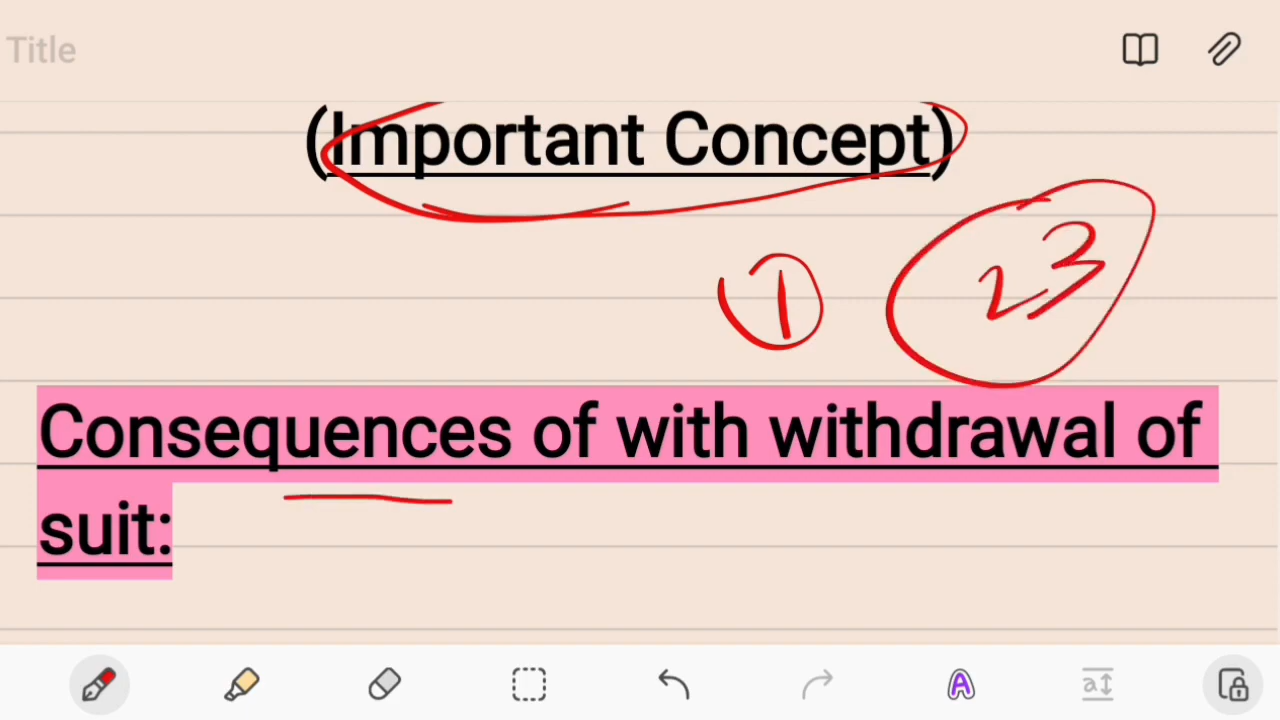 Title
(Important Concept)
1 23
Consequences of with withdrawal of
suit:
A
a